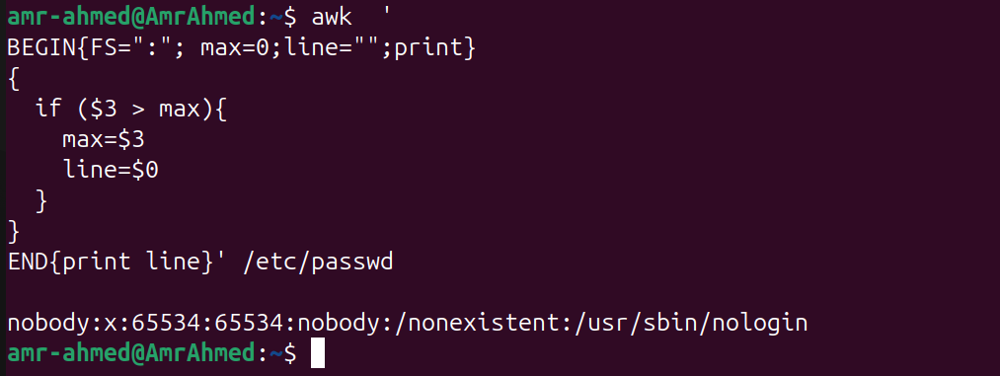 amr-ahmed@AmrAhmed:~$ awk  '
BEGIN{FS=":"; max=0;line="";print}
{
  if ($3 > max){
    max=$3
    line=$0
  }
}
END{print line}' /etc/passwd

nobody:x:65534:65534:nobody:/nonexistent:/usr/sbin/nologin
amr-ahmed@AmrAhmed:~$